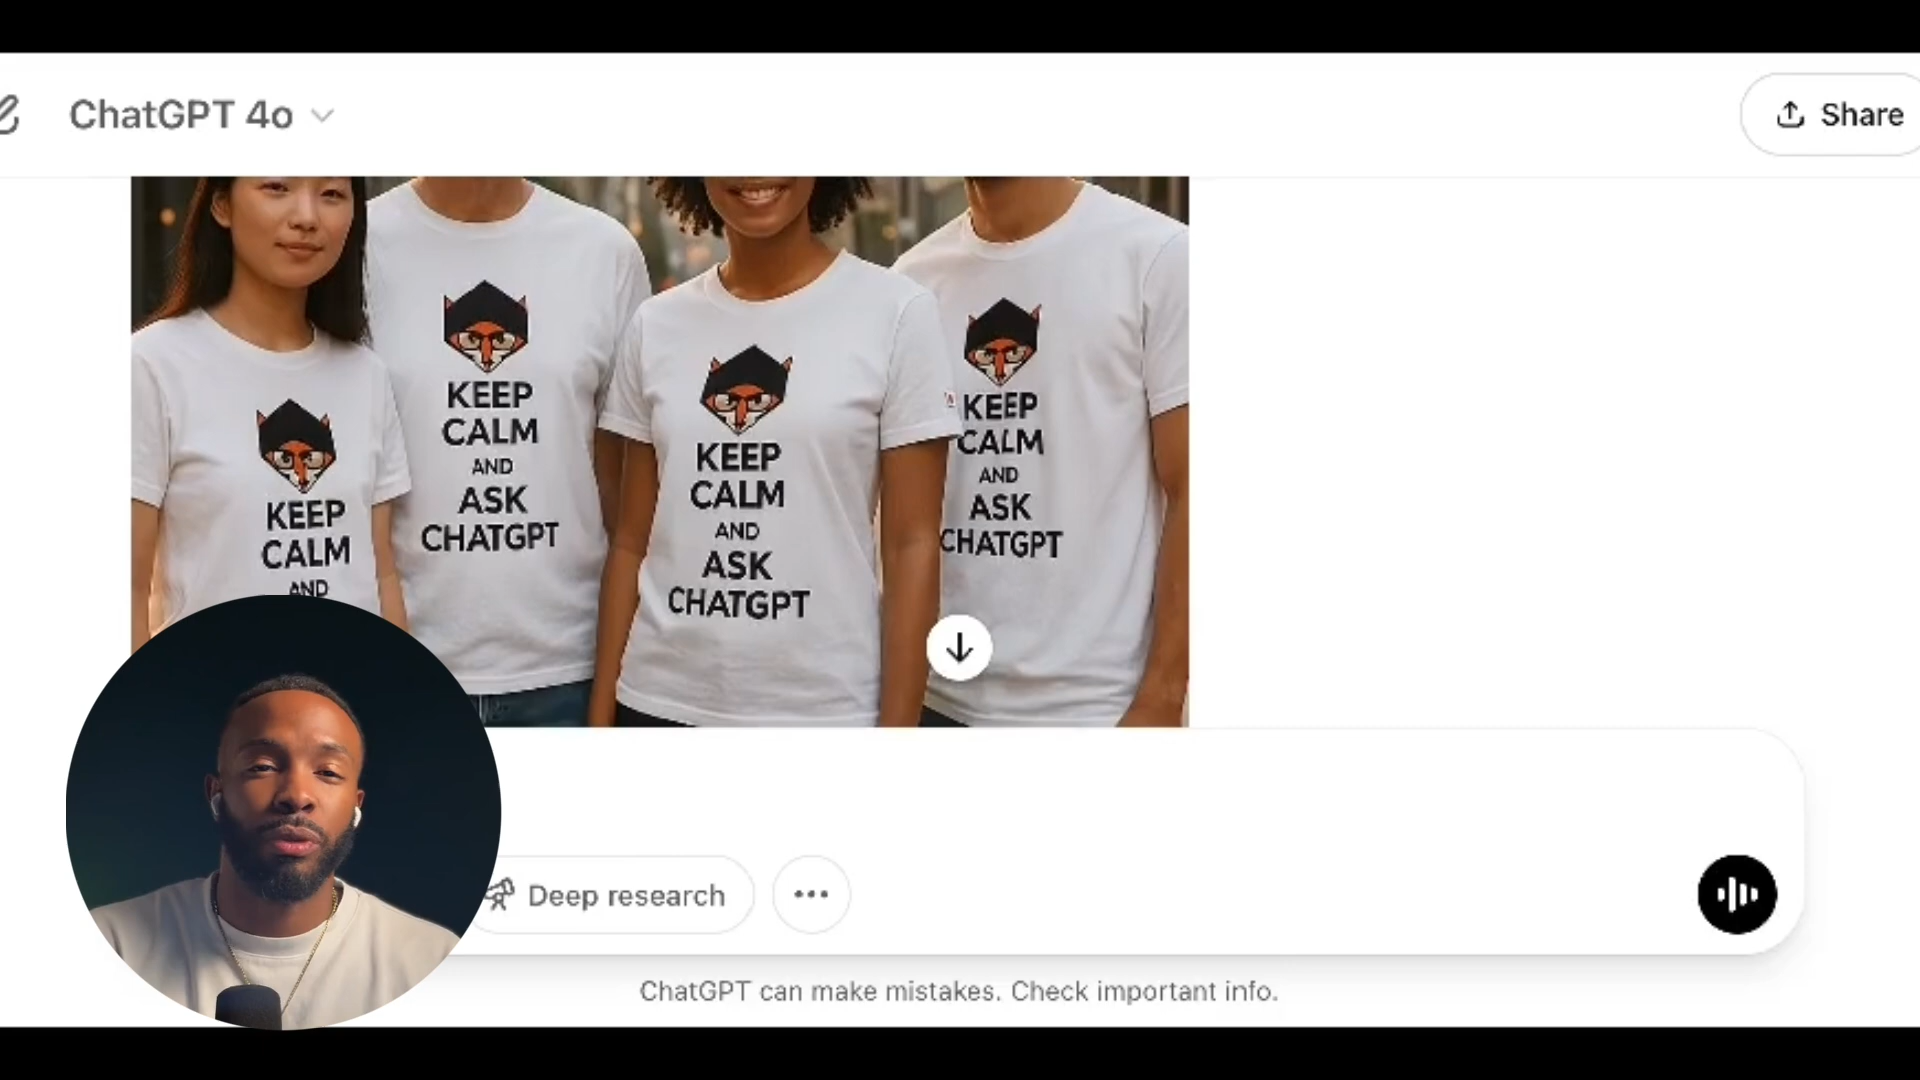 ChatGPT 4o
Share
KEEP
CALM
AND
KEEP
CALM
AND
ASK
CHATGPT
KEEP
CALM
AND
ASK
CHATGPT
KEEP
CALM
AND
ASK
CHATGPT
Deep research
ChatGPT can make mistakes. Check important info.